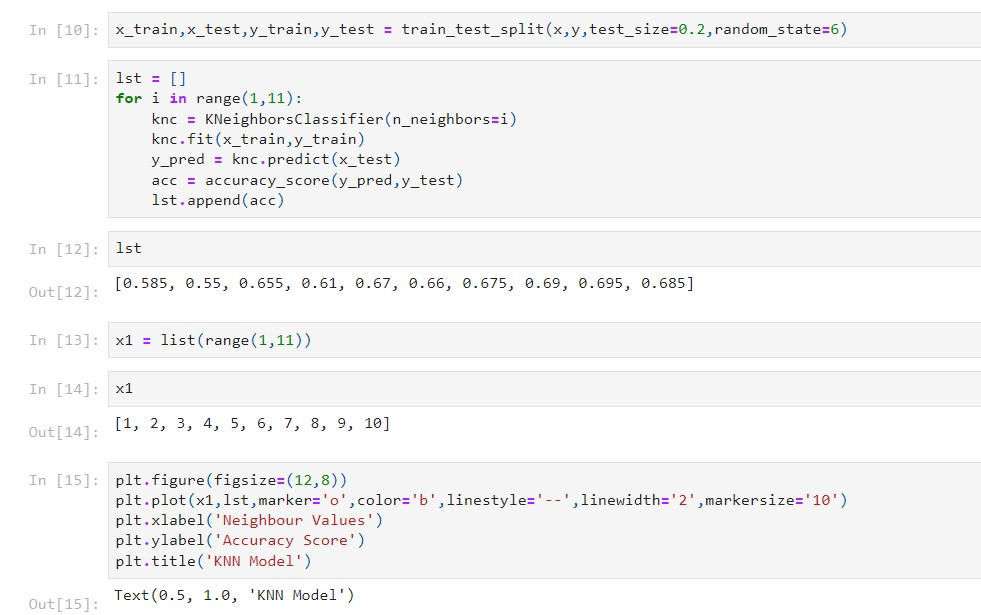 In [10]: x_train,x_test,y_train,y_test = train_test_split(x,y,test_size=0.2,random_state=6)
In [11]: lst = []
for i in range(1,11):
    knc = KNeighborsClassifier(n_neighbors=i)
    knc.fit(x_train,y_train)
    y_pred = knc.predict(x_test)
    acc = accuracy_score(y_pred,y_test)
    lst.append(acc)
In [12]: lst
Out[12]: [0.585, 0.55, 0.655, 0.61, 0.67, 0.66, 0.675, 0.69, 0.695, 0.685]
In [13]: x1 = list(range(1,11))
In [14]: x1
Out[14]: [1, 2, 3, 4, 5, 6, 7, 8, 9, 10]
In [15]: plt.figure(figsize=(12,8))
plt.plot(x1,lst,marker='o',color='b',linestyle='--',linewidth='2',markersize='10')
plt.xlabel('Neighbour Values')
plt.ylabel('Accuracy Score')
plt.title('KNN Model')
Out[15]: Text(0.5, 1.0, 'KNN Model')